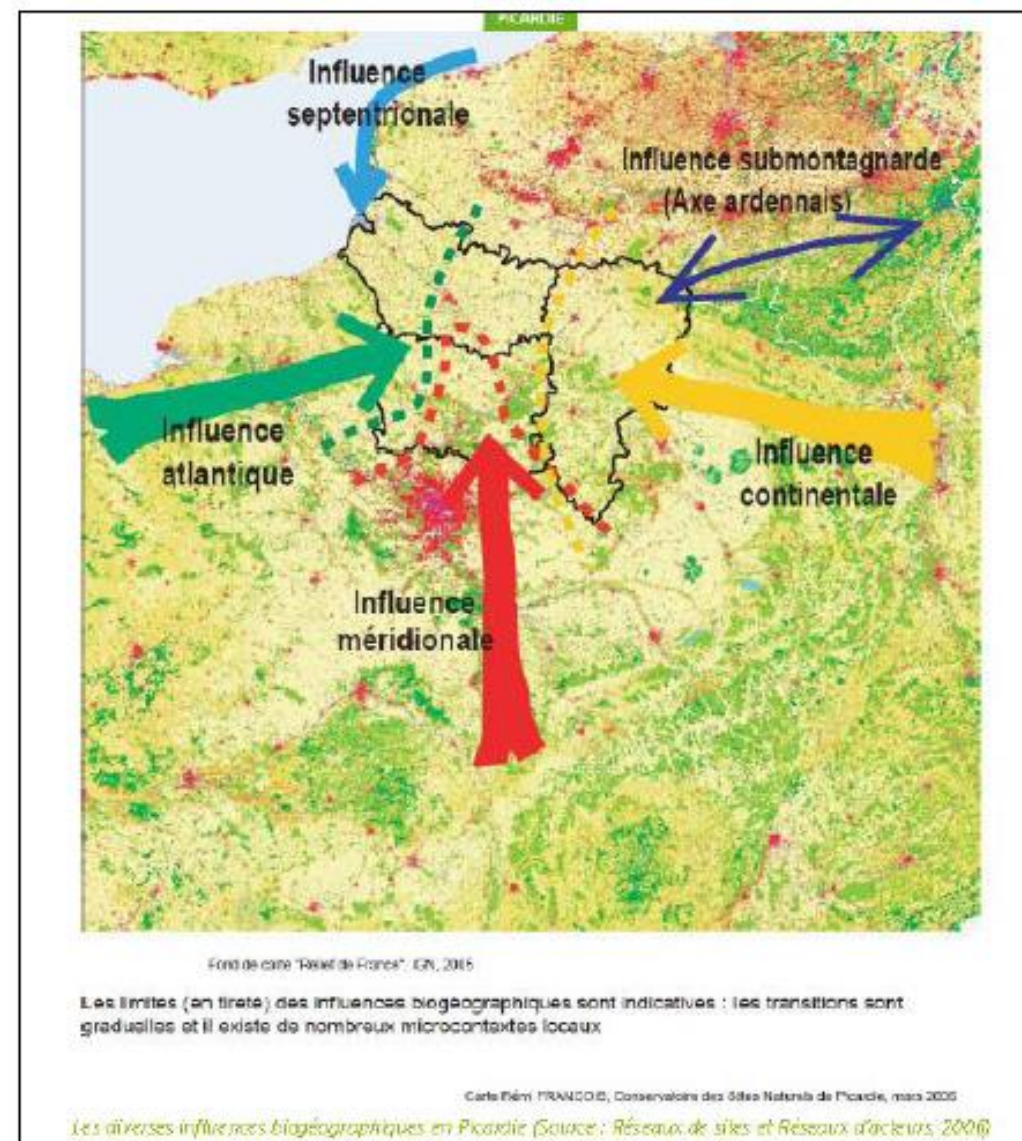 PICARDIE
Influence
septentrionale
Influence submontagnarde
(Axe ardennais)
Influence
atlantique
Influence
continentale
Influence
méridionale
Fond de carte "Relief de France", IGN, 2005
Les limites (en tireté) des influences biogéographiques sont indicatives : les transitions sont
graduelles et il existe de nombreux microcontextes locaux
Carte Rémi FRANCOIS, Conservatoire des Sites Naturels de Picardie, mars 2006
Les diverses influences biogéographiques en Picardie (Source : Réseaux de sites et Réseaux d'acteurs, 2006)